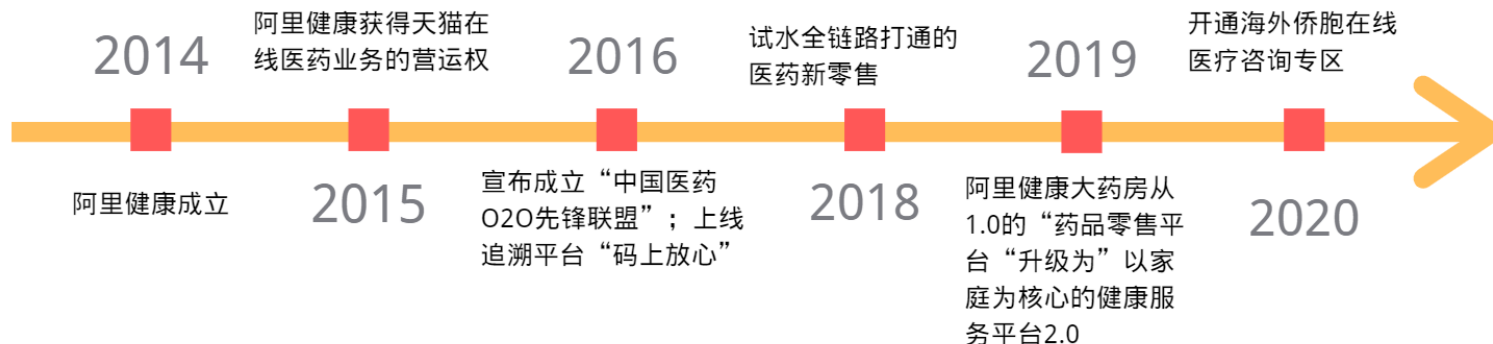 2014
阿里健康成立
阿里健康获得天猫在
线医药业务的营运权
2015
2016
宣布成立“中国医药
O2O先锋联盟”；上线
追溯平台“码上放心”
试水全链路打通的
医药新零售
2018
2019
阿里健康大药房从
1.0的“药品零售平
台“升级为”以家
庭为核心的健康服
务平台2.0
开通海外侨胞在线
医疗咨询专区
2020